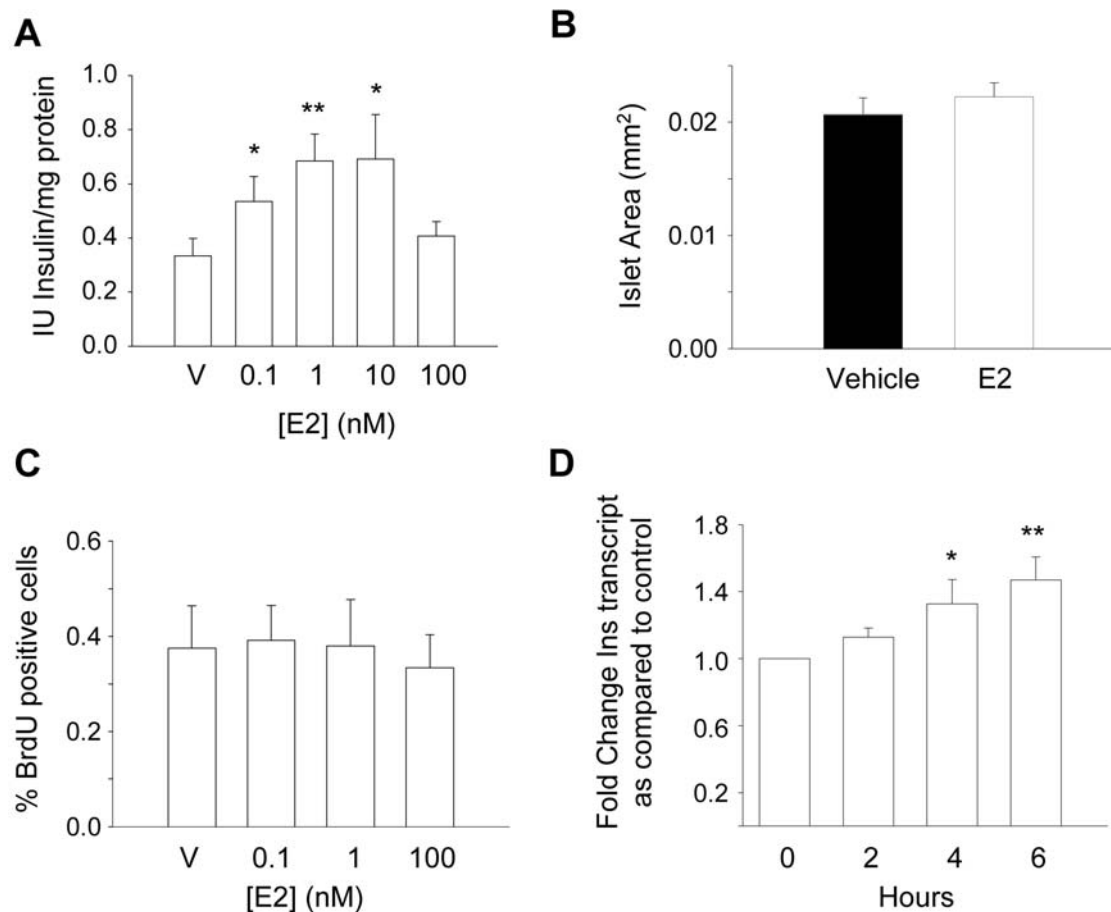 A
IU Insulin/mg protein
1.0
0.8
0.6
0.4
0.2
0.0
*
**
*
V 0.1 1 10 100
[E2] (nM)
B
Islet Area (mm²)
0.02
0.01
0.00
Vehicle E2
C
% BrdU positive cells
0.6
0.4
0.2
0.0
V 0.1 1 100
[E2] (nM)
D
Fold Change Ins transcript
as compared to control
1.8
1.4
1.0
0.6
0.2
*
**
0 2 4 6
Hours